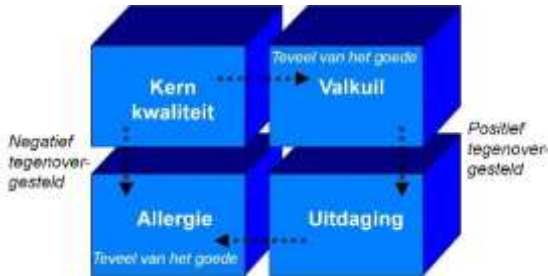 Teveel van het goede
Kern
kwaliteit
Valkuil
Negatief
tegenover-
gesteld
Positief
tegenover-
gesteld
Allergie
Uitdaging
Teveel van het goede